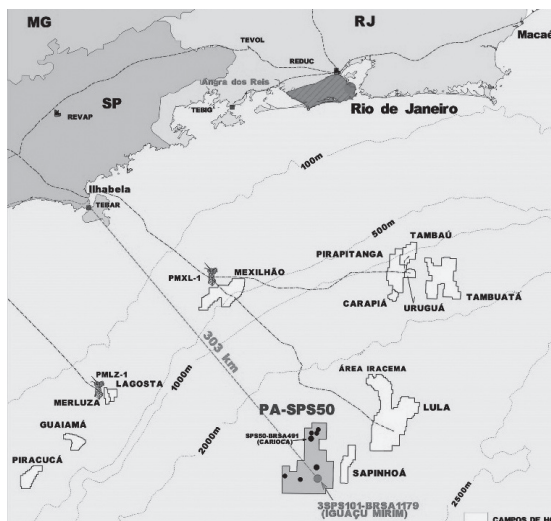 MG
RJ
Macaé
TEVOL
REDUC
Angra dos Reis
SP
TEBIG
REVAP
Rio de Janeiro
Ilhabela
TEBAR
100m
500m
TAMBAÚ
PIRAPITANGA
PMXL-1
MEXILHÃO
CARAPIÁ
URUGUÁ
TAMBUATÁ
303 km
1000m
PMLZ-1
LAGOSTA
MERLUZA
ÁREA IRACEMA
GUAIAMÁ
PA-SPS50
LULA
2000m
SPS50-BRSA491
(CARIOCA)
PIRACUCÁ
SAPINHOÁ
2500m
3SPS101-BRSA1179
(IGUAÇU MIRIM)
CAMPOS DE